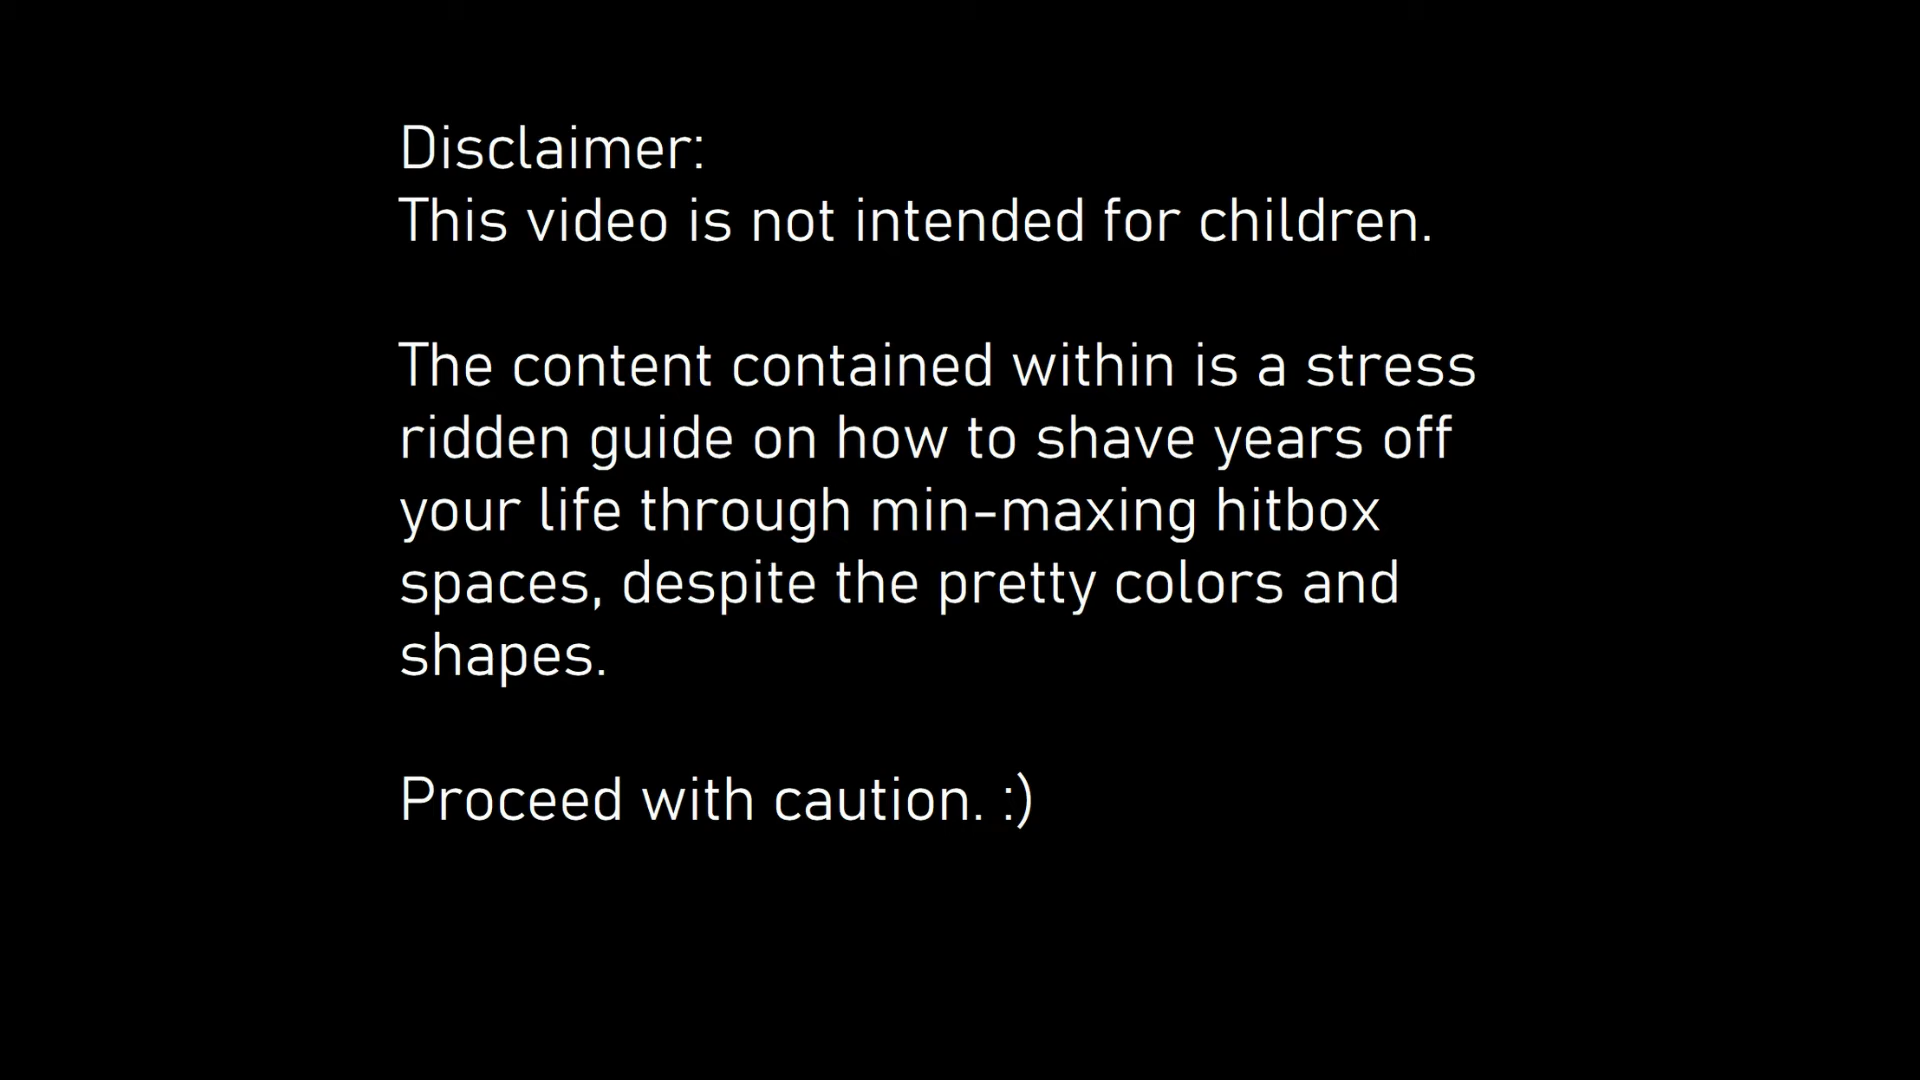 Disclaimer:
This video is not intended for children.
The content contained within is a stress
ridden guide on how to shave years off
your life through min-maxing hitbox
spaces, despite the pretty colors and
shapes.
Proceed with caution. :)